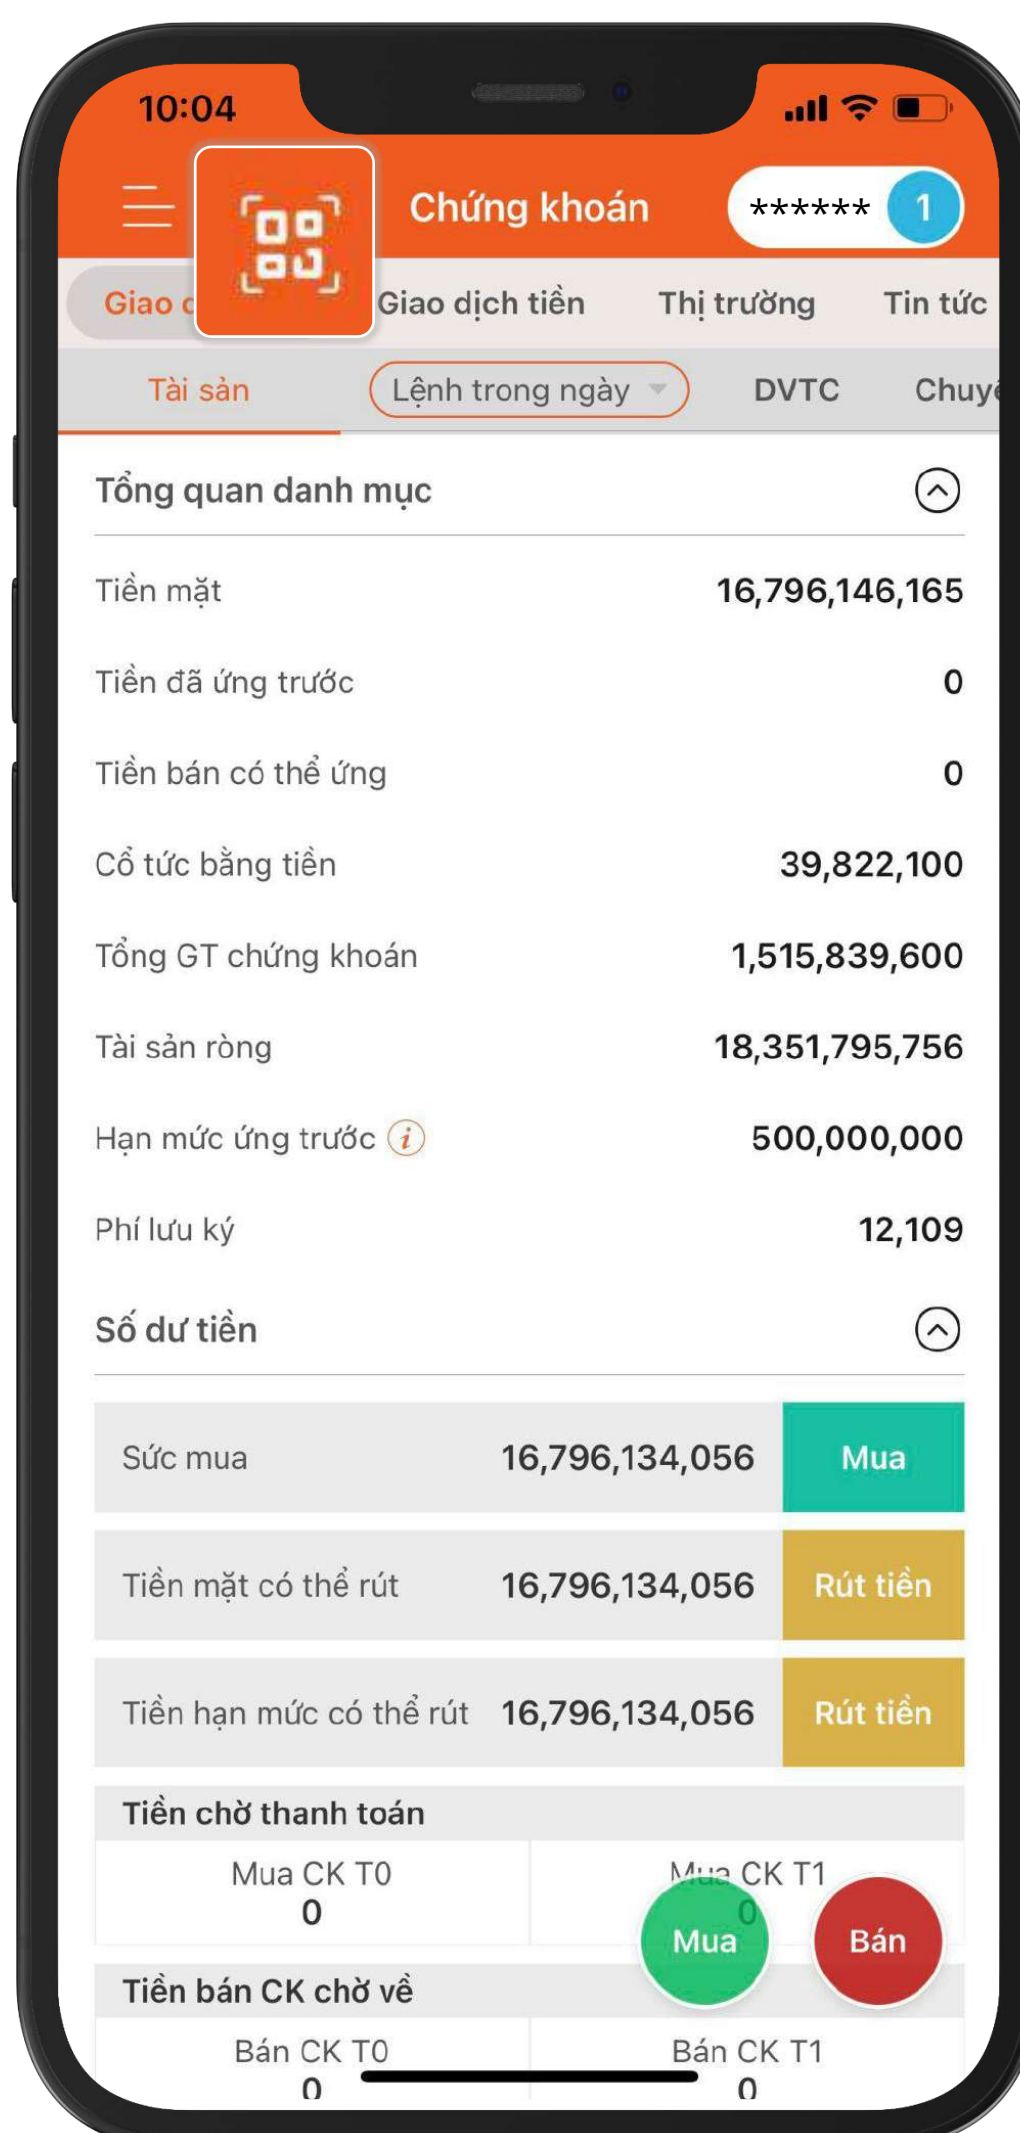 10:04
Chứng khoán
****** 1
Giao Giao dịch tiền Thị trường Tin tức
Tài sản Lệnh trong ngày DVTC
Tổng quan danh mục
Tiền mặt 16,796,146,165
Tiền đã ứng trước 0
Tiền bán có thể ứng 0
Cổ tức bằng tiền 39,822,100
Tổng GT chứng khoán 1,515,839,600
Tài sản ròng 18,351,795,756
Hạn mức ứng trước i 500,000,000
Phí lưu ký 12,109
Số dư tiền
Sức mua 16,796,134,056 Mua
Tiền mặt có thể rút 16,796,134,056 Rút tiền
Tiền hạn mức có thể rút 16,796,134,056 Rút tiền
Tiền chờ thanh toán
Mua CK T0 Mua CK T1
0 0
Mua Bán
Tiền bán CK chờ về
Bán CK T0 Bán CK T1
0 0